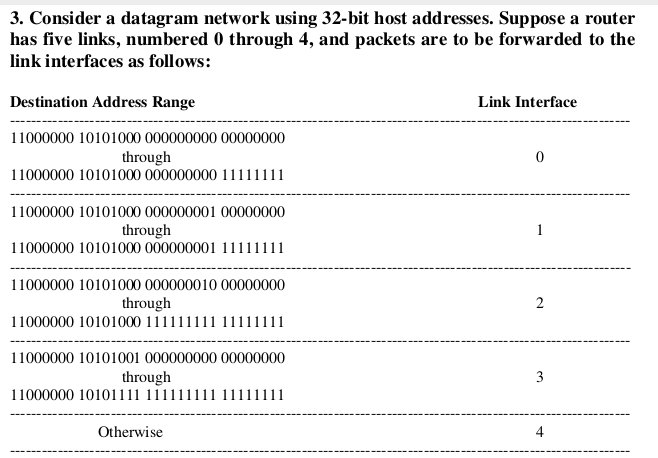 3. Consider a datagram network using 32-bit host addresses. Suppose a router
has five links, numbered 0 through 4, and packets are to be forwarded to the
link interfaces as follows:
Destination Address Range Link Interface
11000000 10101000 000000000 00000000
through 0
11000000 10101000 000000000 11111111
11000000 10101000 000000001 00000000
through 1
11000000 10101000 000000001 11111111
11000000 10101000 000000010 00000000
through 2
11000000 10101000 111111111 11111111
11000000 10101001 000000000 00000000
through 3
11000000 10101111 111111111 11111111
Otherwise 4